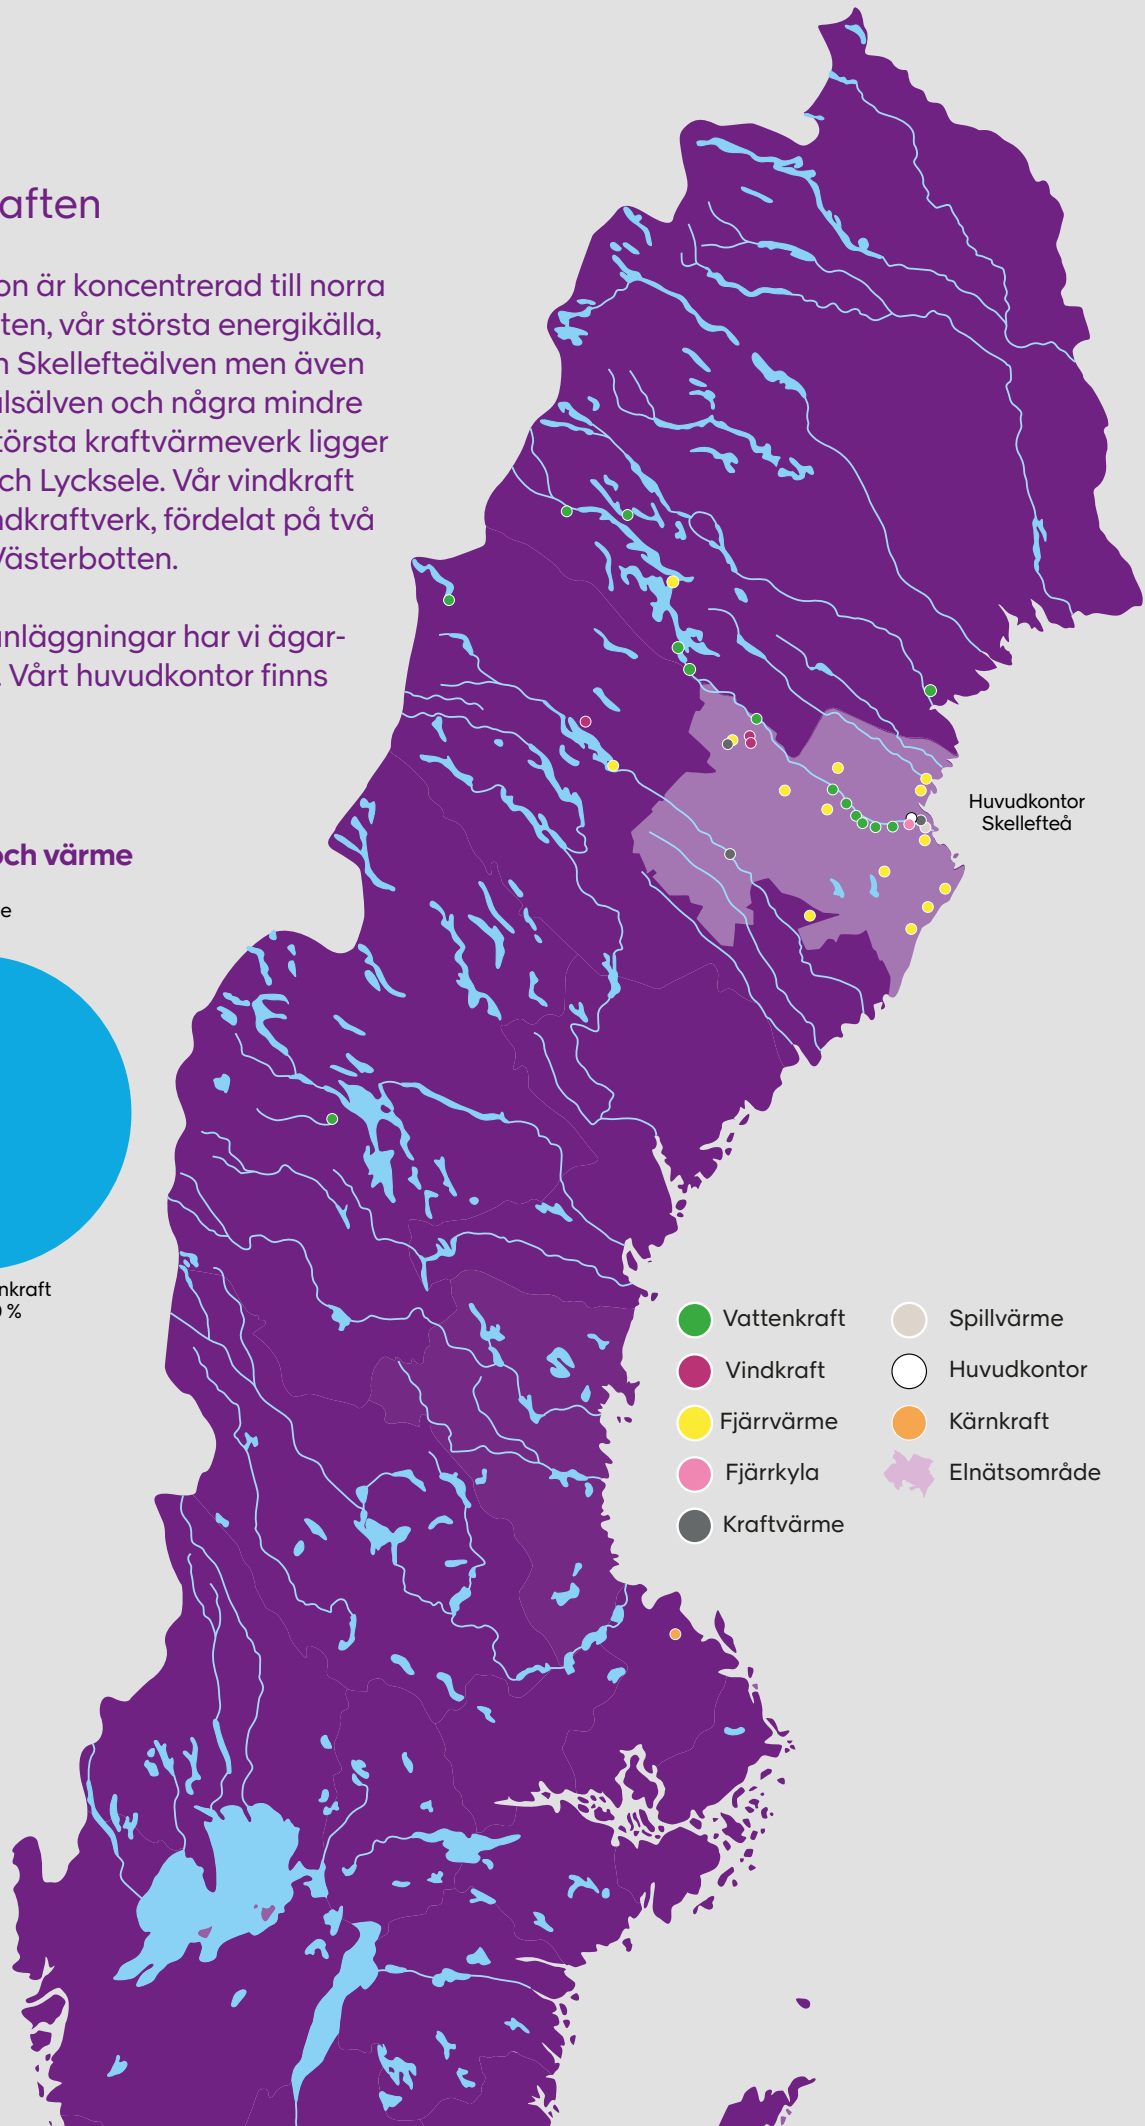 aften
on är koncentrerad till norra
ten, vår största energikälla,
n Skellefteälven men även
lsälven och några mindre
törsta kraftvärmeverk ligger
ch Lycksele. Vår vindkraft
ndkraftverk, fördelat på två
Västerbotten.
nläggningar har vi ägar-
. Vårt huvudkontor finns
Huvudkontor
Skellefteå
och värme
e
nkraft
%
Vattenkraft
Vindkraft
Fjärrvärme
Fjärrkyla
Kraftvärme
Spillvärme
Huvudkontor
Kärnkraft
Elnätsområde